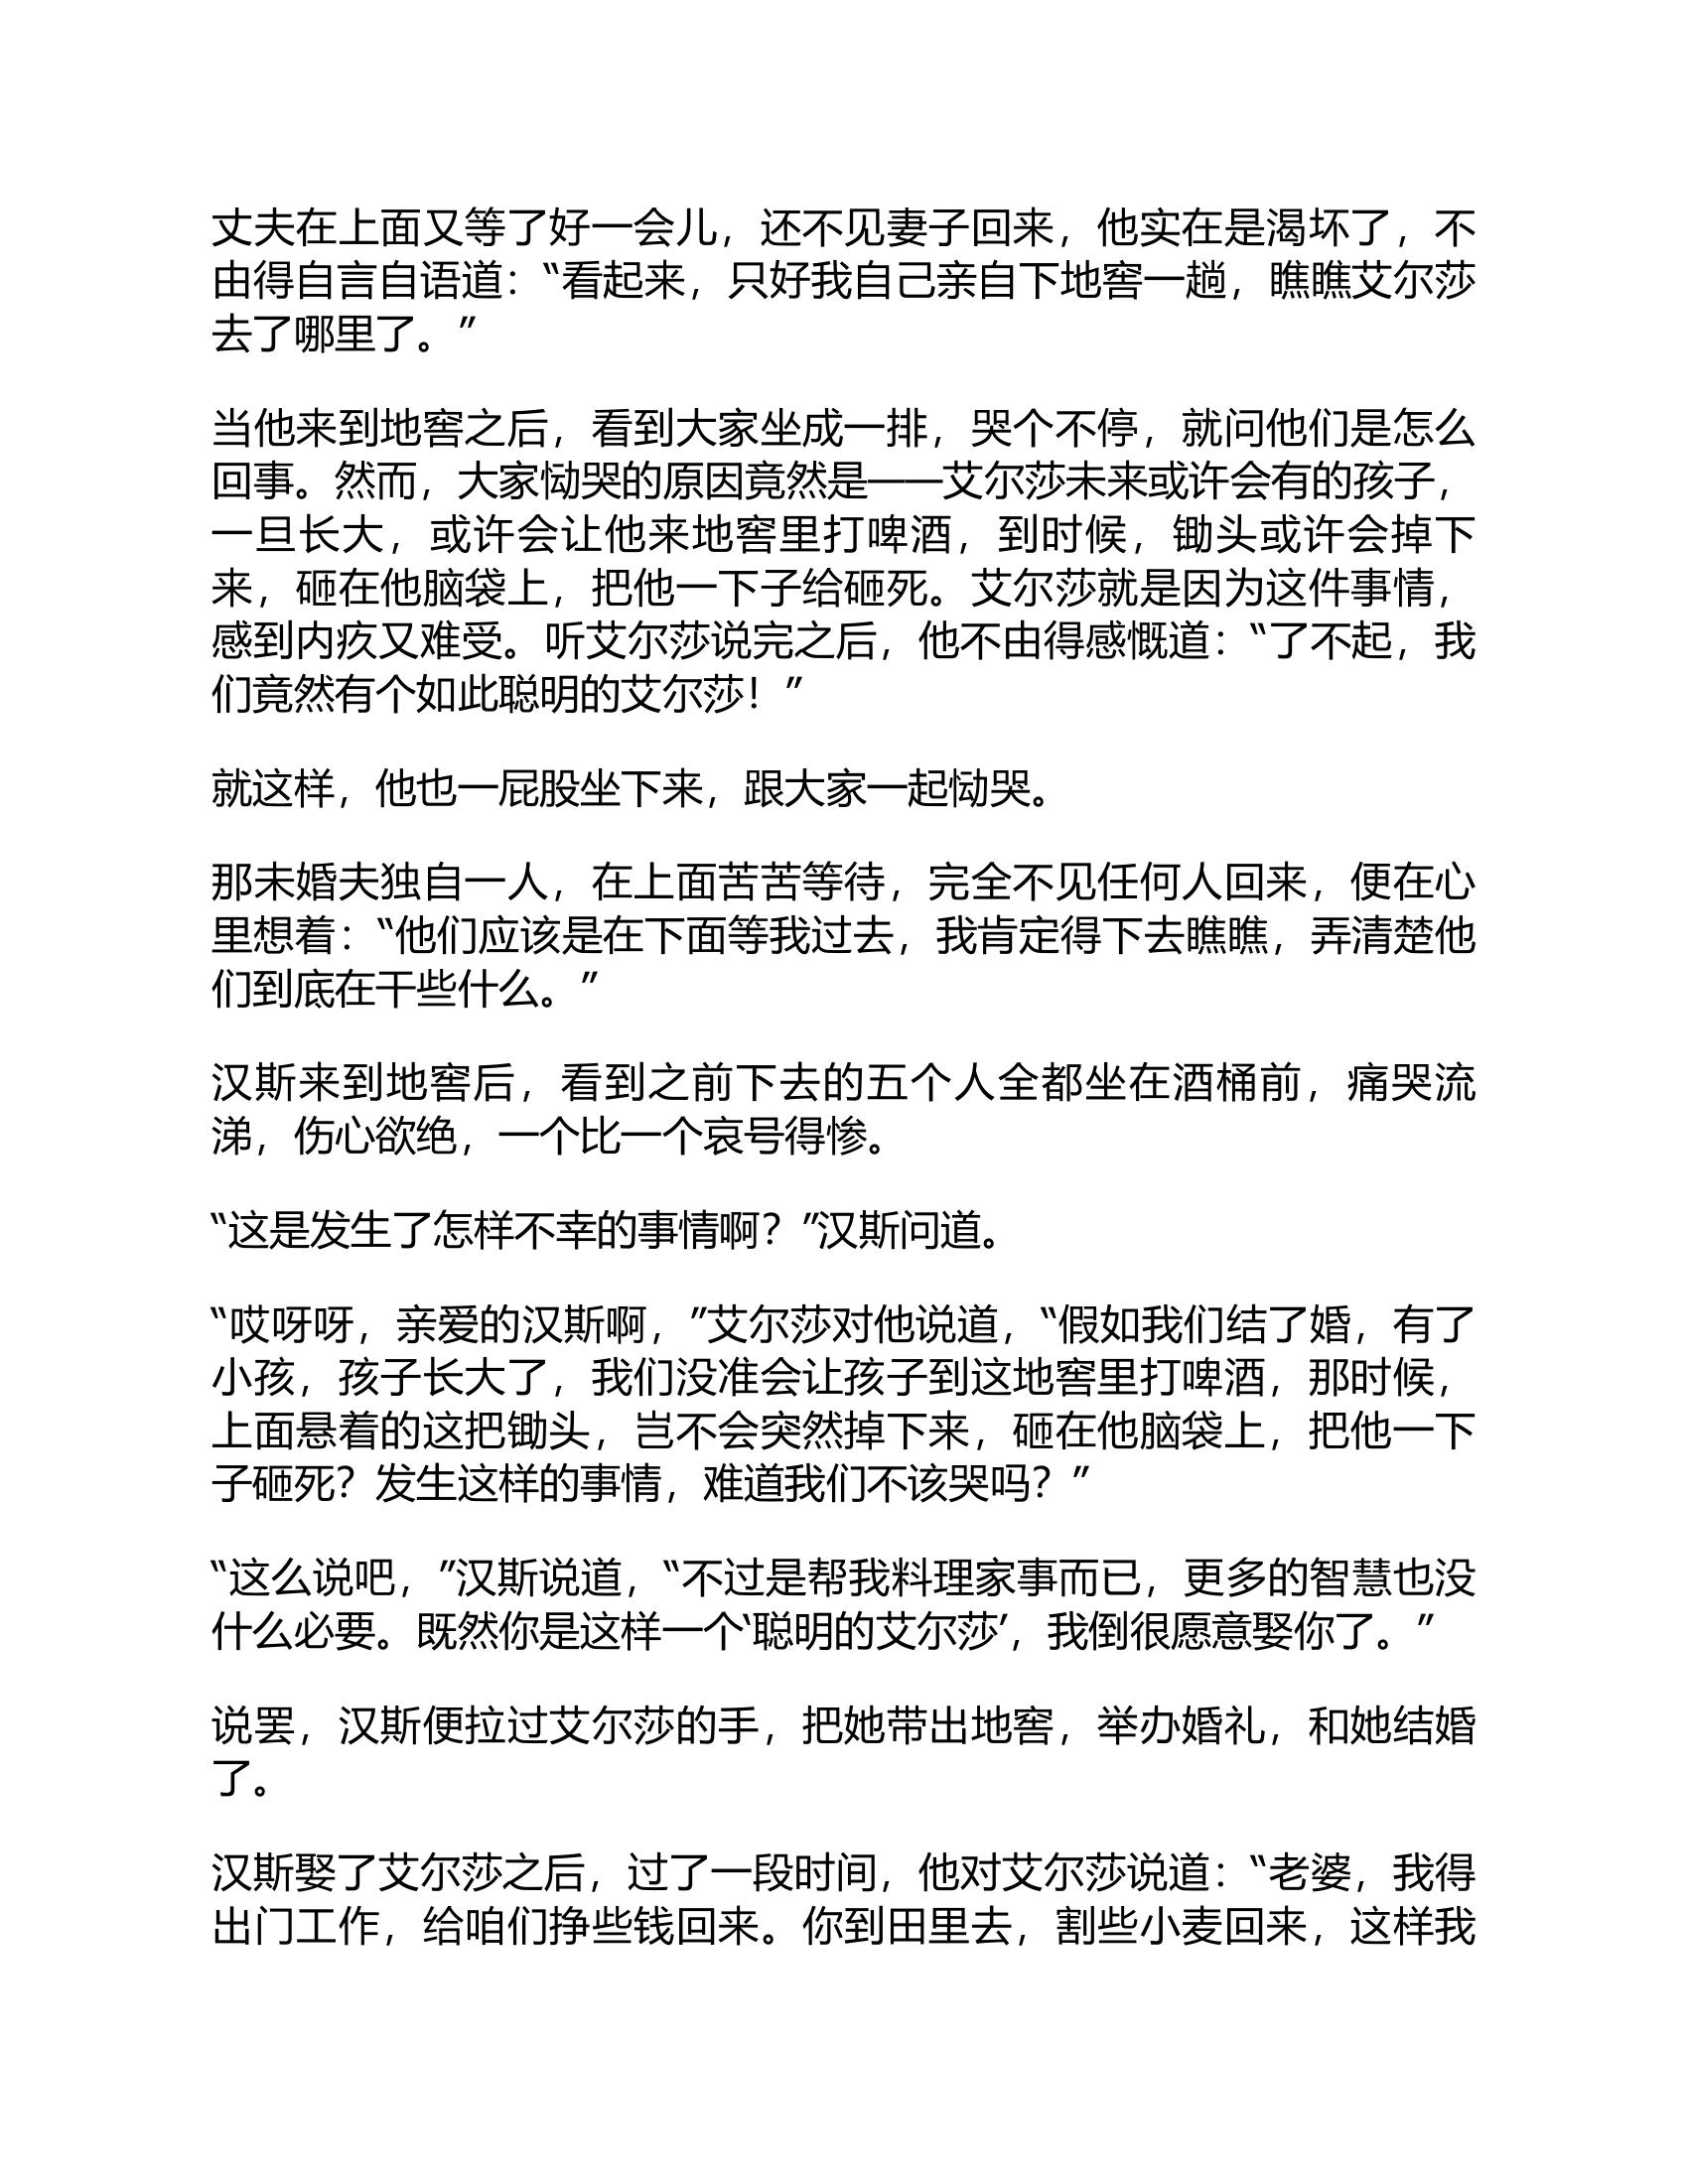 丈夫在上面又等了好一会儿，还不见妻子回来，他实在是渴坏了，不
由得自言自语道：“看起来，只好我自己亲自下地窖一趟，瞧瞧艾尔莎
去了哪里了。”
当他来到地窖之后，看到大家坐成一排，哭个不停，就问他们是怎么
回事。然而，大家恸哭的原因竟然是——艾尔莎未来或许会有的孩子，
一旦长大，或许会让他来地窖里打啤酒，到时候，锄头或许会掉下
来，砸在他脑袋上，把他一下子给砸死。艾尔莎就是因为这件事情，
感到内疚又难受。听艾尔莎说完之后，他不由得感慨道：“了不起，我
们竟然有个如此聪明的艾尔莎！”
就这样，他也一屁股坐下来，跟大家一起恸哭。
那未婚夫独自一人，在上面苦苦等待，完全不见任何人回来，便在心
里想着：“他们应该是在下面等我过去，我肯定得下去瞧瞧，弄清楚他
们到底在干些什么。”
汉斯来到地窖后，看到之前下去的五个人全都坐在酒桶前，痛哭流
涕，伤心欲绝，一个比一个哀号得惨。
“这是发生了怎样不幸的事情啊？”汉斯问道。
“哎呀呀，亲爱的汉斯啊，”艾尔莎对他说道，“假如我们结了婚，有了
小孩，孩子长大了，我们没准会让孩子到这地窖里打啤酒，那时候，
上面悬着的这把锄头，岂不会突然掉下来，砸在他脑袋上，把他一下
子砸死？发生这样的事情，难道我们不该哭吗？”
“这么说吧，”汉斯说道，“不过是帮我料理家事而已，更多的智慧也没
什么必要。既然你是这样一个‘聪明的艾尔莎’，我倒很愿意娶你了。”
说罢，汉斯便拉过艾尔莎的手，把她带出地窖，举办婚礼，和她结婚
了。
汉斯娶了艾尔莎之后，过了一段时间，他对艾尔莎说道：“老婆，我得
出门工作，给咱们挣些钱回来。你到田里去，割些小麦回来，这样我